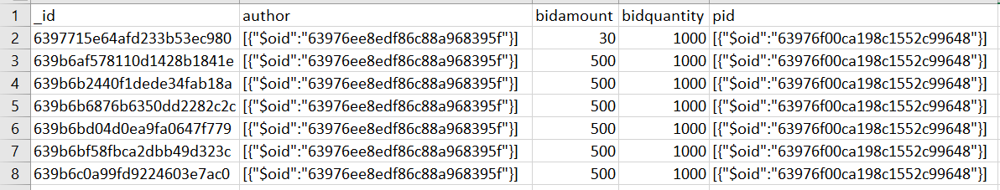 1 _id author bidamount bidquantity pid
2 6397715e64afd233b53ec980 [{"$oid":"63976ee8edf86c88a968395f"}] 30 1000 [{"$oid":"63976f00ca198c1552c99648"}]
3 639b6af578110d1428b1841e [{"$oid":"63976ee8edf86c88a968395f"}] 500 1000 [{"$oid":"63976f00ca198c1552c99648"}]
4 639b6b2440f1dede34fab18a [{"$oid":"63976ee8edf86c88a968395f"}] 500 1000 [{"$oid":"63976f00ca198c1552c99648"}]
5 639b6b6876b6350dd2282c2c [{"$oid":"63976ee8edf86c88a968395f"}] 500 1000 [{"$oid":"63976f00ca198c1552c99648"}]
6 639b6bd04d0ea9fa0647f779 [{"$oid":"63976ee8edf86c88a968395f"}] 500 1000 [{"$oid":"63976f00ca198c1552c99648"}]
7 639b6bf58fbca2dbb49d323c [{"$oid":"63976ee8edf86c88a968395f"}] 500 1000 [{"$oid":"63976f00ca198c1552c99648"}]
8 639b6c0a99fd9224603e7ac0 [{"$oid":"63976ee8edf86c88a968395f"}] 500 1000 [{"$oid":"63976f00ca198c1552c99648"}]